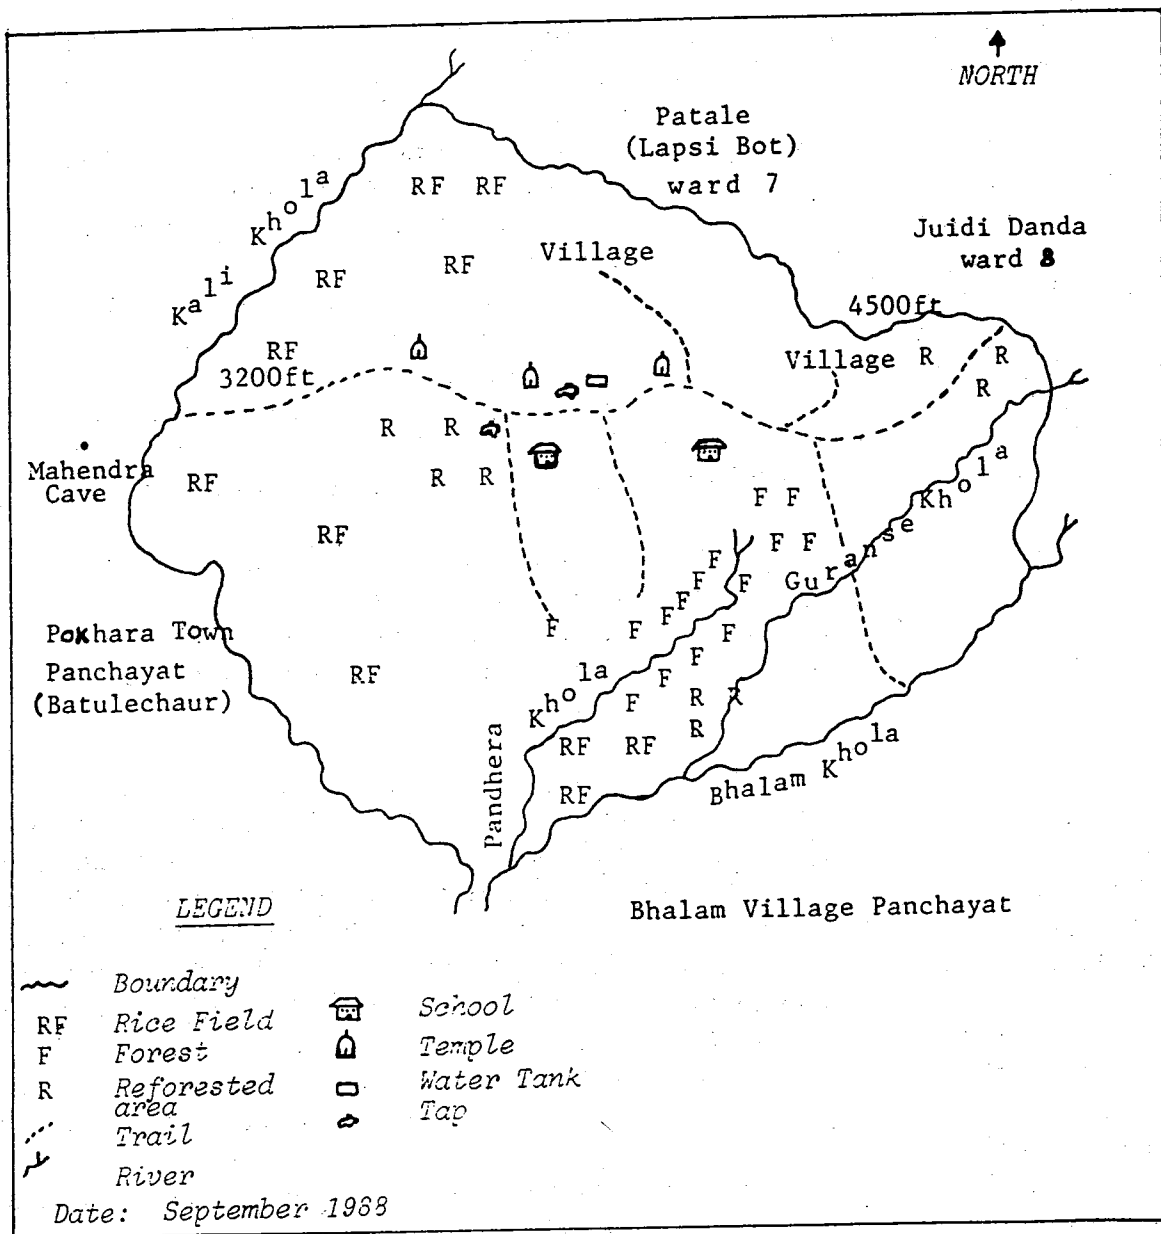 NORTH
Patale
(Lapsi Bot)
ward 7
Kali Khola
RF RF
Juidi Danda
ward 8
Village
RF
RF
4500ft
RF
3200ft
Village
R
R
R
R R
Mahendra
Cave
RF
R R
F F
Guranse Khola
RF
F F
F
F F
F
F
F F F
Pokhara Town
Panchayat
(Batulechaur)
RF
F
F
F
R R
R
Pandhera Khola
RF RF
RF
Bhalam Khola
Bhalam Village Panchayat
LEGEND
Boundary
RF Rice Field
F Forest
R Reforested
area
Trail
River
School
Temple
Water Tank
Tap
Date: September 1988